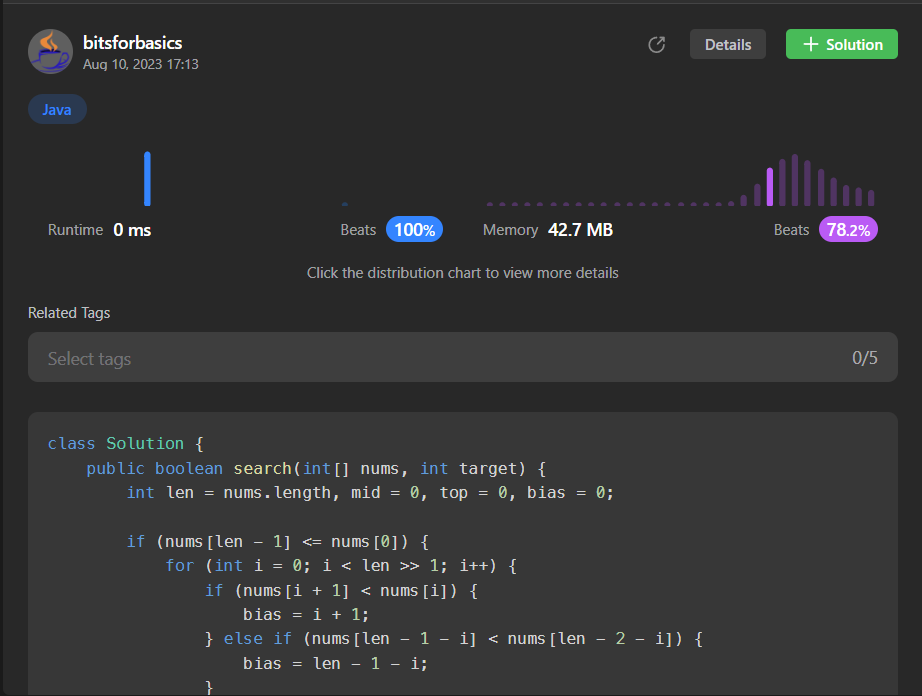 bitsforbasics
Aug 10, 2023 17:13
Details
+ Solution
Java
Runtime 0 ms
Beats 100%
Memory 42.7 MB
Beats 78.2%
Click the distribution chart to view more details
Related Tags
Select tags
0/5
class Solution {
    public boolean search(int[] nums, int target) {
        int len = nums.length, mid = 0, top = 0, bias = 0;

        if (nums[len - 1] <= nums[0]) {
            for (int i = 0; i < len >> 1; i++) {
                if (nums[i + 1] < nums[i]) {
                    bias = i + 1;
                } else if (nums[len - 1 - i] < nums[len - 2 - i]) {
                    bias = len - 1 - i;
                }